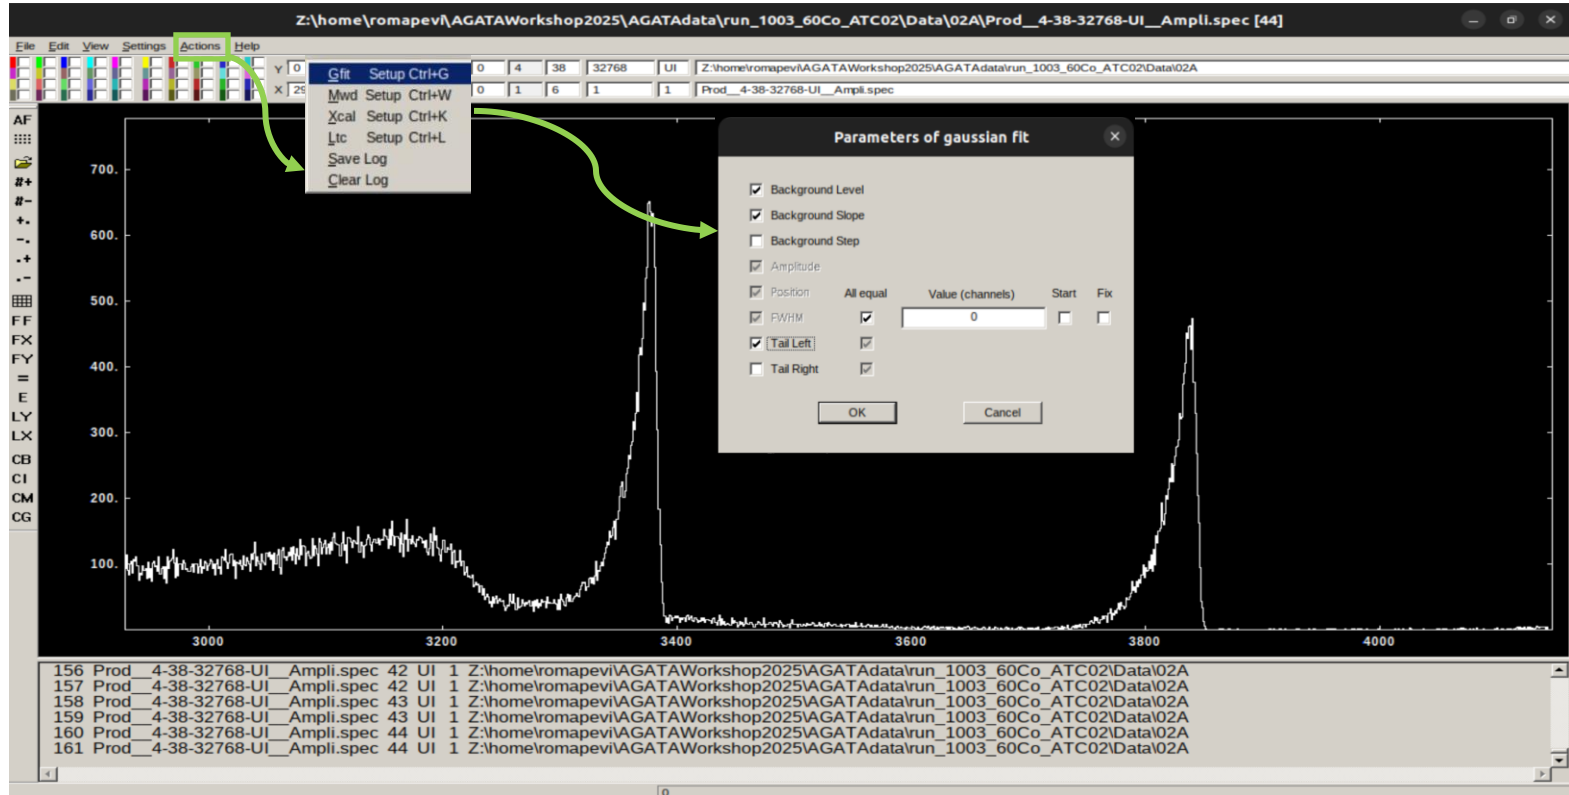 Z:\home\romapevi\AGATAWorkshop2025\AGATAdata\run_1003_60Co_ATC02\Data\02A\Prod__4-38-32768-UI__Ampli.spec [44]
File Edit View Settings Actions Help
Y 0 0 4 38 32768 UI Z:\home\romapevi\AGATAWorkshop2025\AGATAdata\run_1003_60Co_ATC02\Data\02A
X 29 0 1 6 1 1 Prod__4-38-32768-UI__Ampli.spec
Gfit Setup Ctrl+G
Mwd Setup Ctrl+W
Xcal Setup Ctrl+K
Ltc Setup Ctrl+L
Save Log
Clear Log
AF
#+
#-
+.
-.
.+
.-
FF
FX
FY
=
E
LY
LX
CB
CI
CM
CG
700.
600.
500.
400.
300.
200.
100.
3000 3200 3400 3600 3800 4000
Parameters of gaussian fit
Background Level
Background Slope
Background Step
Amplitude
Position All equal Value (channels) Start Fix
FWHM 0
Tail Left
Tail Right
OK Cancel
156 Prod__4-38-32768-UI__Ampli.spec 42 UI 1 Z:\home\romapevi\AGATAWorkshop2025\AGATAdata\run_1003_60Co_ATC02\Data\02A
157 Prod__4-38-32768-UI__Ampli.spec 42 UI 1 Z:\home\romapevi\AGATAWorkshop2025\AGATAdata\run_1003_60Co_ATC02\Data\02A
158 Prod__4-38-32768-UI__Ampli.spec 43 UI 1 Z:\home\romapevi\AGATAWorkshop2025\AGATAdata\run_1003_60Co_ATC02\Data\02A
159 Prod__4-38-32768-UI__Ampli.spec 43 UI 1 Z:\home\romapevi\AGATAWorkshop2025\AGATAdata\run_1003_60Co_ATC02\Data\02A
160 Prod__4-38-32768-UI__Ampli.spec 44 UI 1 Z:\home\romapevi\AGATAWorkshop2025\AGATAdata\run_1003_60Co_ATC02\Data\02A
161 Prod__4-38-32768-UI__Ampli.spec 44 UI 1 Z:\home\romapevi\AGATAWorkshop2025\AGATAdata\run_1003_60Co_ATC02\Data\02A
0